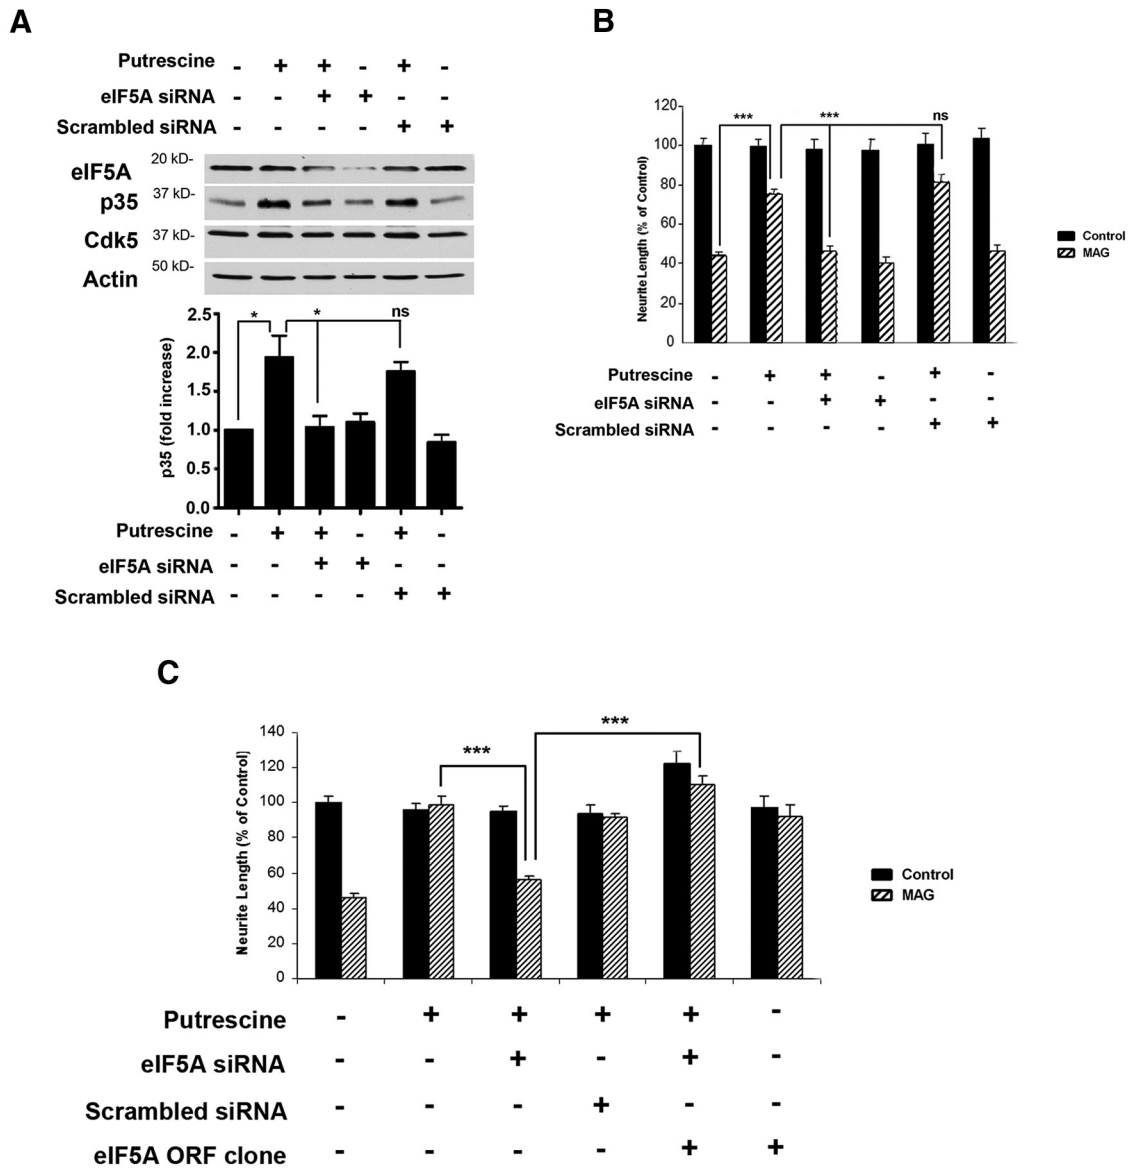 A
Putrescine - + + - + -
eIF5A siRNA - - + + - -
Scrambled siRNA - - - - + +
eIF5A 20 kD-
p35 37 kD-
Cdk5 37 kD-
Actin 50 kD-
p35 (fold increase)
2.5
2.0
1.5
1.0
0.5
0.0
* * ns
Putrescine - + + - + -
eIF5A siRNA - - + + - -
Scrambled siRNA - - - - + +
B
Neurite Length (% of Control)
120
100
80
60
40
20
0
*** *** ns
Control
MAG
Putrescine - + + - + -
eIF5A siRNA - - + + - -
Scrambled siRNA - - - - + +
C
Neurite Length (% of Control)
140
120
100
80
60
40
20
0
*** ***
Control
MAG
Putrescine - + + + + -
eIF5A siRNA - - + - + -
Scrambled siRNA - - - + - -
eIF5A ORF clone - - - - + +